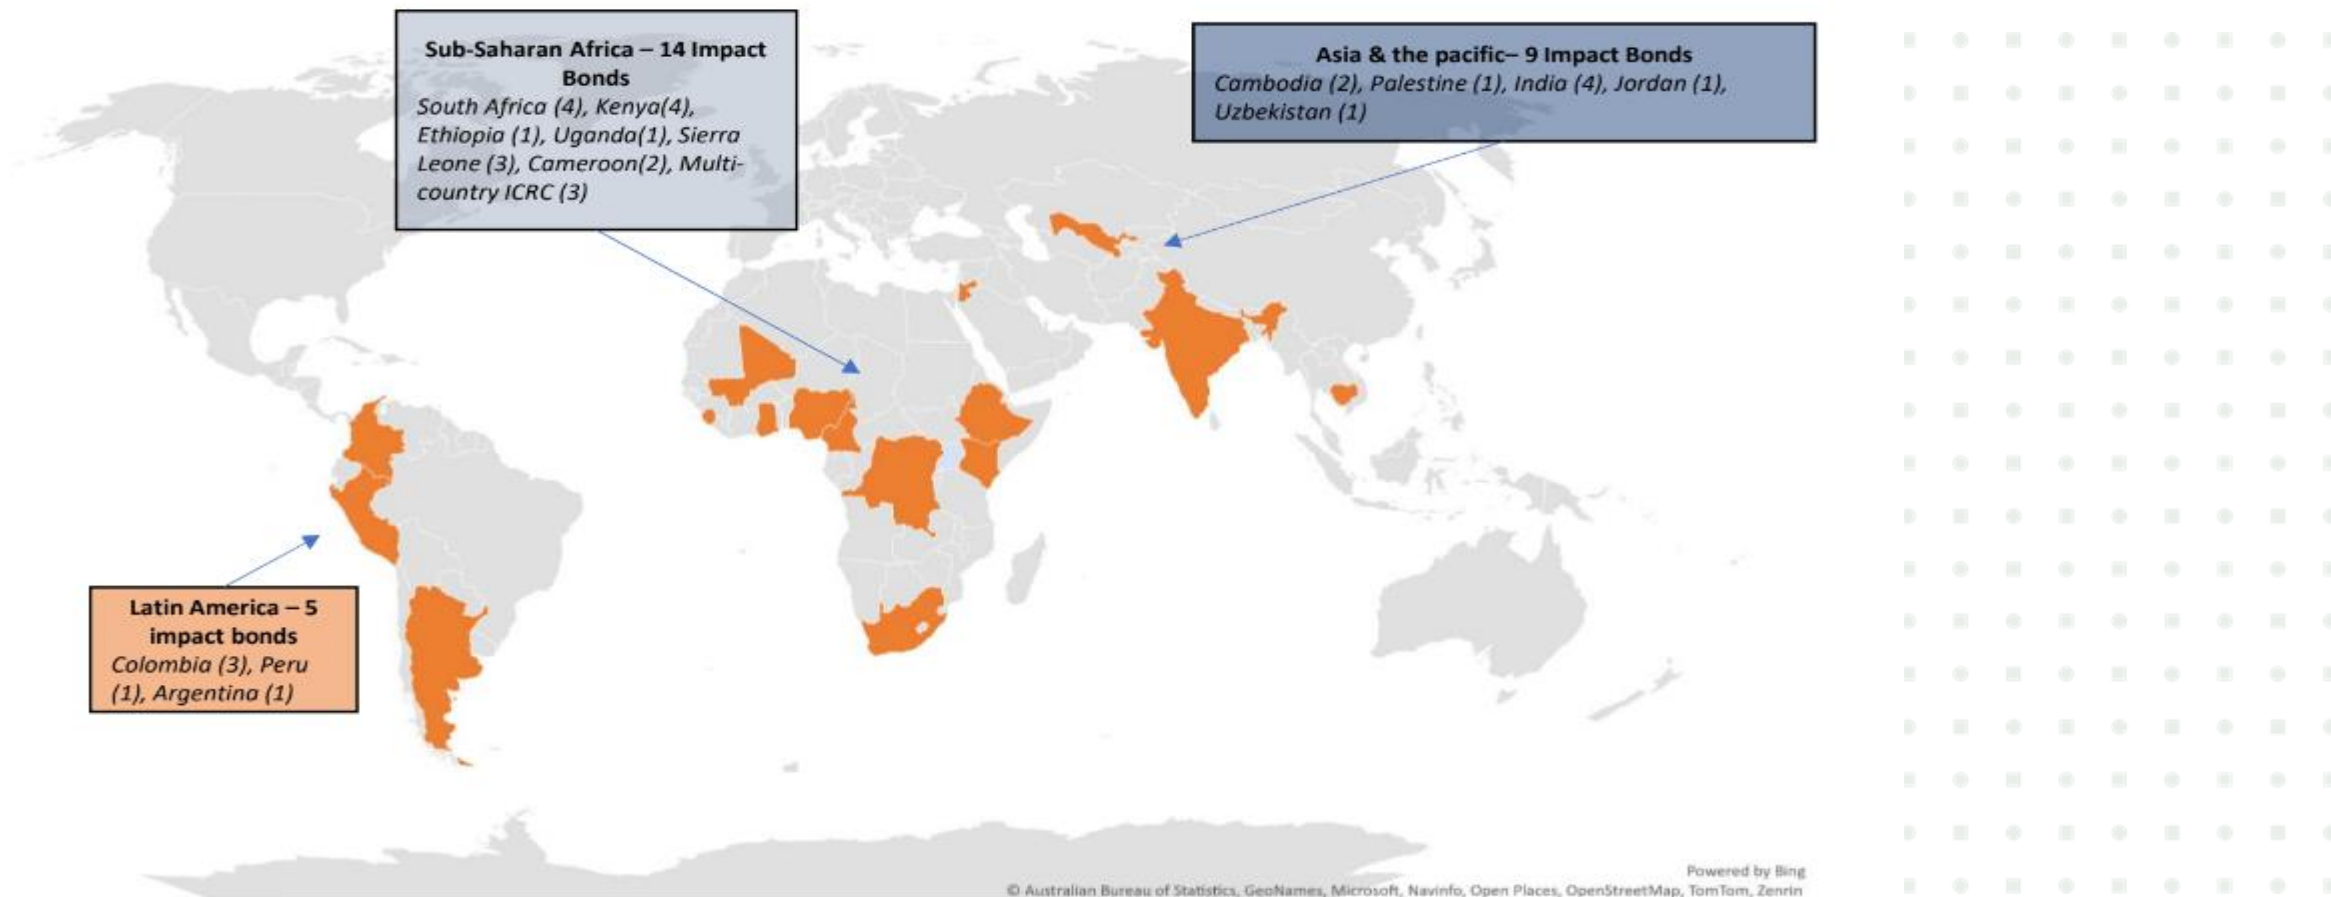 Sub-Saharan Africa – 14 Impact
Bonds
South Africa (4), Kenya(4),
Ethiopia (1), Uganda(1), Sierra
Leone (3), Cameroon(2), Multi-
country ICRC (3)
Asia & the pacific– 9 Impact Bonds
Cambodia (2), Palestine (1), India (4), Jordan (1),
Uzbekistan (1)
Latin America – 5
impact bonds
Colombia (3), Peru
(1), Argentina (1)
Powered by Bing
© Australian Bureau of Statistics, GeoNames, Microsoft, Navinfo, Open Places, OpenStreetMap, TomTom, Zenrin